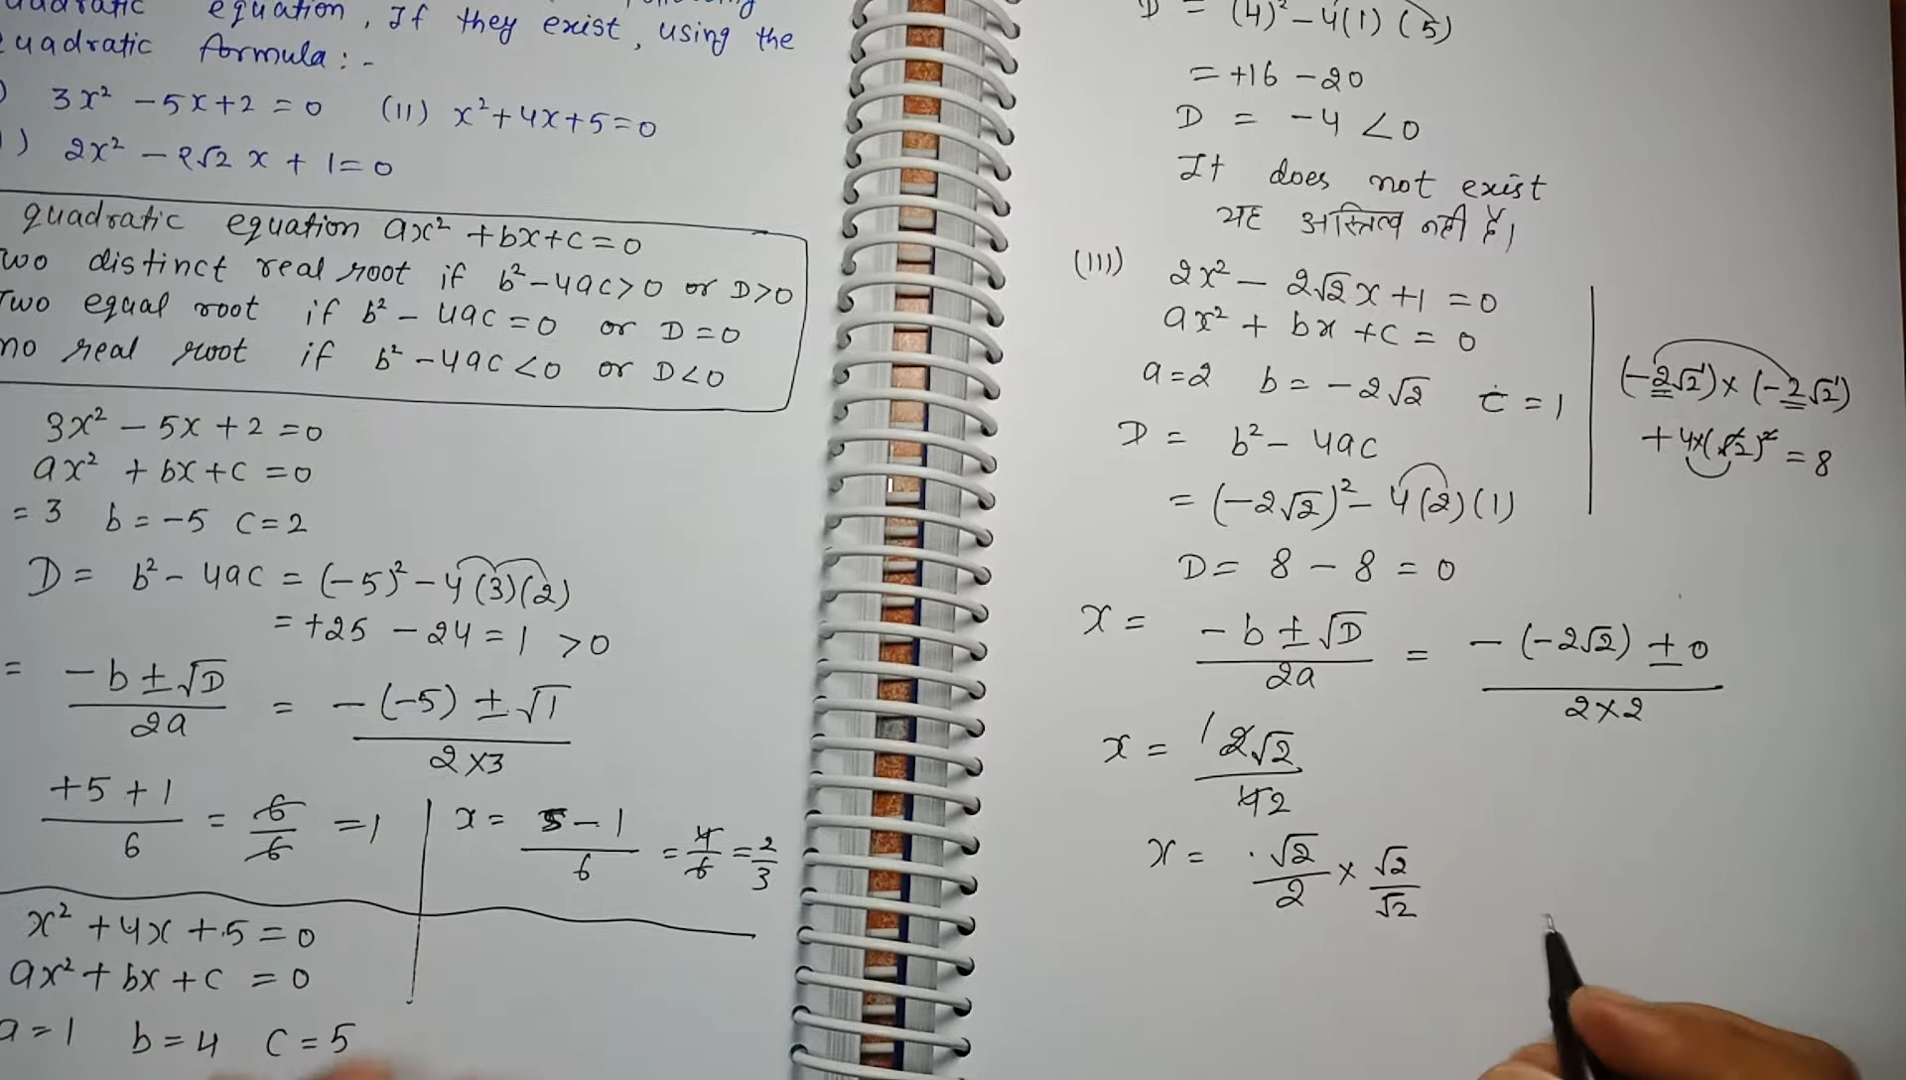 equation, If they exist, using the
quadratic formula:-
3x² - 5x + 2 = 0 (II) x² + 4x + 5 = 0
) 2x² - 2√2 x + 1 = 0
quadratic equation ax² + bx + c = 0
two distinct real root if b² - 4ac > 0 or D > 0
Two equal root if b² - 4ac = 0 or D = 0
no real root if b² - 4ac < 0 or D < 0
3x² - 5x + 2 = 0
ax² + bx + c = 0
= 3 b = -5 c = 2
D = b² - 4ac = (-5)² - 4(3)(2)
= +25 - 24 = 1 > 0
= (-b ± √D)/2a = (-(-5) ± √1)/(2×3)
(+5 + 1)/6 = 6/6 = 1 | x = (5 - 1)/6 = 4/6 = 2/3
x² + 4x + 5 = 0
ax² + bx + c = 0
a = 1 b = 4 c = 5
D = (4)² - 4(1)(5)
= +16 - 20
D = -4 < 0
It does not exist
यह अस्तित्व नही है।
(III) 2x² - 2√2x + 1 = 0
ax² + bx + c = 0
a = 2 b = -2√2 c = 1
D = b² - 4ac
= (-2√2)² - 4(2)(1)
D = 8 - 8 = 0
x = (-b ± √D)/2a = (-(-2√2) ± 0)/(2×2)
x = 2√2/4 1 2
x = √2/2 × √2/√2
(-2√2¹) × (-2√2¹)
+ 4×(√2)² = 8